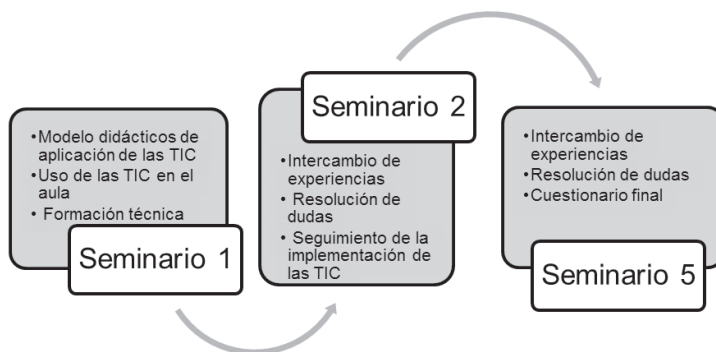 •Modelo didácticos de
aplicación de las TIC
•Uso de las TIC en el
aula
• Formación técnica
Seminario 1
Seminario 2
•Intercambio de
experiencias
• Resolución de
dudas
• Seguimiento de la
implementación de
las TIC
•Intercambio de
experiencias
•Resolución de dudas
•Cuestionario final
Seminario 5